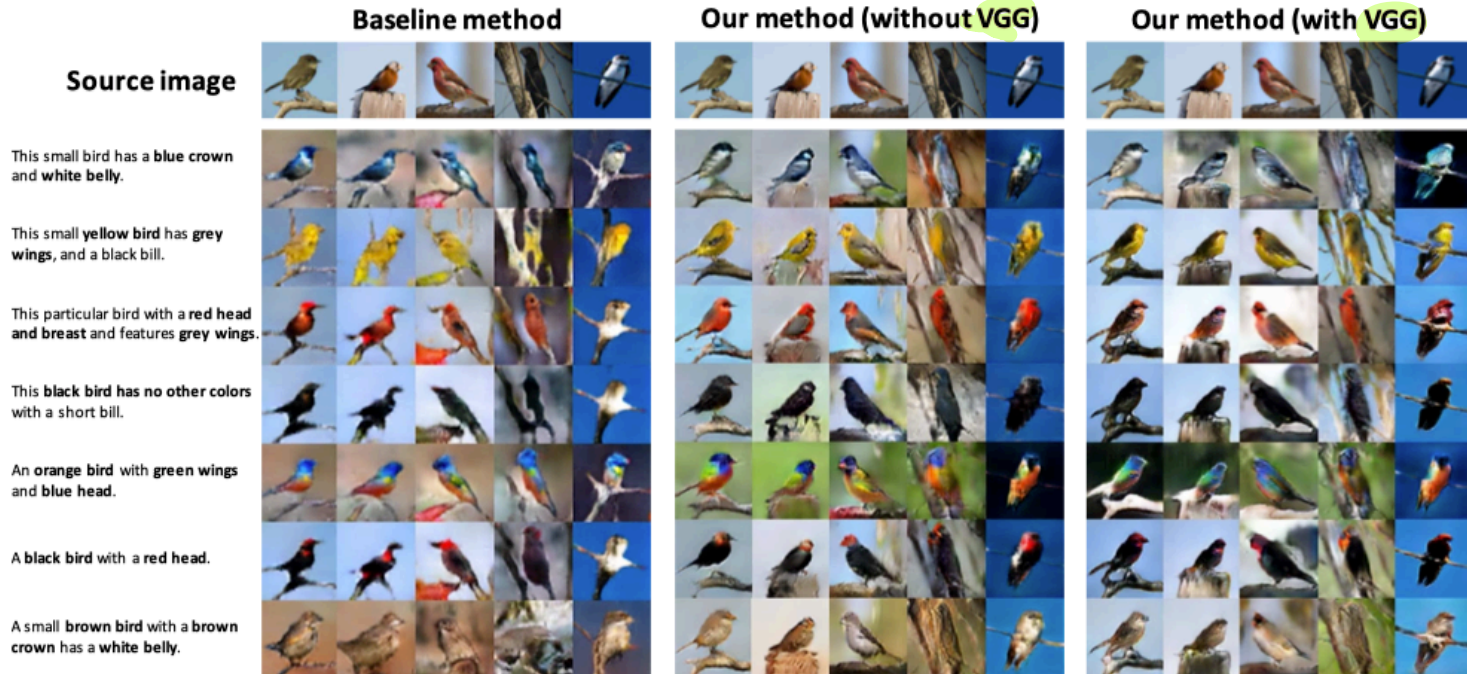 Baseline method
Our method (without VGG)
Our method (with VGG)
Source image
This small bird has a blue crown
and white belly.
This small yellow bird has grey
wings, and a black bill.
This particular bird with a red head
and breast and features grey wings.
This black bird has no other colors
with a short bill.
An orange bird with green wings
and blue head.
A black bird with a red head.
A small brown bird with a brown
crown has a white belly.